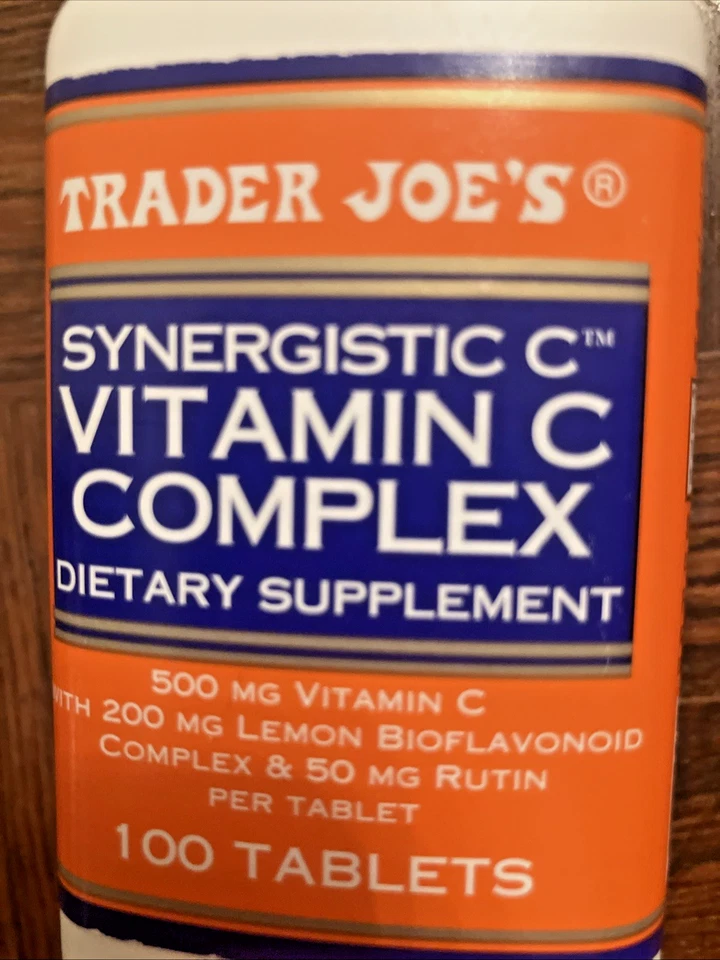 TRADER JOE'S®
SYNERGISTIC C™
VITAMIN C
COMPLEX
DIETARY SUPPLEMENT
500 MG VITAMIN C
WITH 200 MG LEMON BIOFLAVONOID
COMPLEX & 50 MG RUTIN
PER TABLET
100 TABLETS